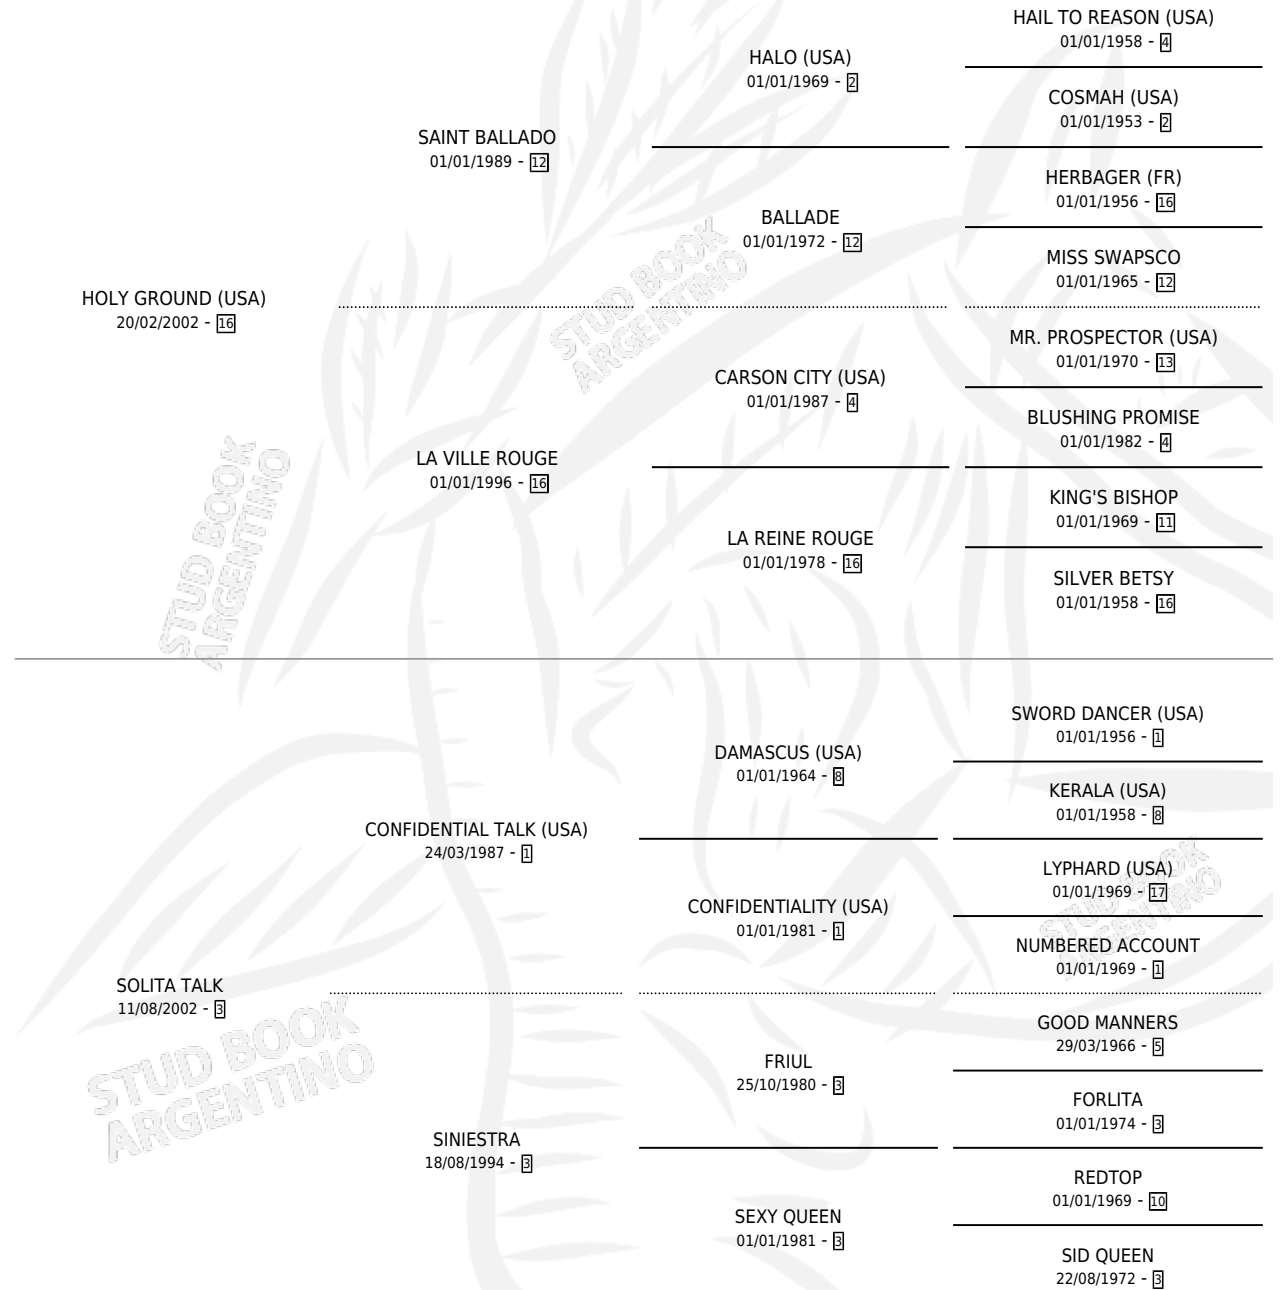 HAIL TO REASON (USA)
01/01/1958 - 4
HALO (USA)
01/01/1969 - 2
COSMAH (USA)
01/01/1953 - 2
SAINT BALLADO
01/01/1989 - 12
HERBAGER (FR)
01/01/1956 - 16
BALLADE
01/01/1972 - 12
MISS SWAPSCO
01/01/1965 - 12
HOLY GROUND (USA)
20/02/2002 - 16
MR. PROSPECTOR (USA)
01/01/1970 - 13
CARSON CITY (USA)
01/01/1987 - 4
BLUSHING PROMISE
01/01/1982 - 4
LA VILLE ROUGE
01/01/1996 - 16
KING'S BISHOP
01/01/1969 - 11
LA REINE ROUGE
01/01/1978 - 16
SILVER BETSY
01/01/1958 - 16
SWORD DANCER (USA)
01/01/1956 - 1
DAMASCUS (USA)
01/01/1964 - 8
KERALA (USA)
01/01/1958 - 8
CONFIDENTIAL TALK (USA)
24/03/1987 - 1
LYPHARD (USA)
01/01/1969 - 17
CONFIDENTIALITY (USA)
01/01/1981 - 1
NUMBERED ACCOUNT
01/01/1969 - 1
SOLITA TALK
11/08/2002 - 3
GOOD MANNERS
29/03/1966 - 5
FRIUL
25/10/1980 - 3
FORLITA
01/01/1974 - 3
SINIESTRA
18/08/1994 - 3
REDTOP
01/01/1969 - 10
SEXY QUEEN
01/01/1981 - 3
SID QUEEN
22/08/1972 - 3
STUD BOOK
ARGENTINO
STUD BOOK
ARGENTINO
STUD BOOK
ARGENTINO
STUD BOOK
ARGENTINO